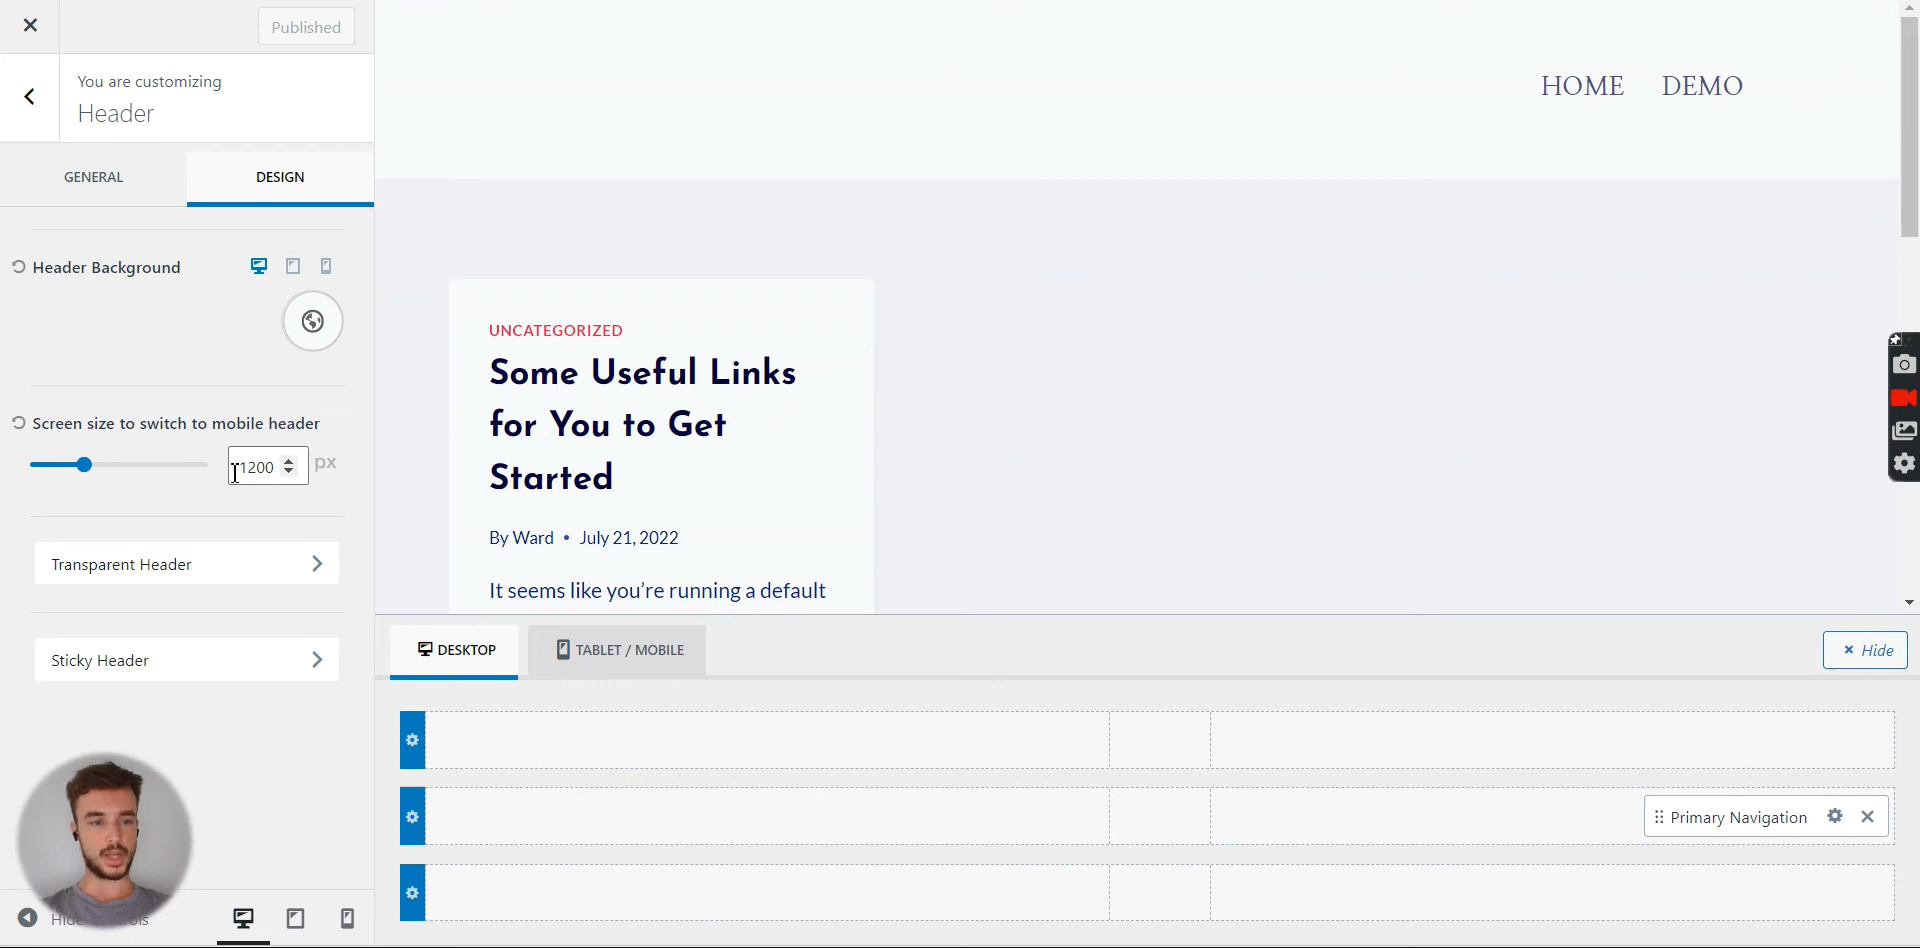 Published
You are customizing
Header
GENERAL
DESIGN
Header Background
Screen size to switch to mobile header
1200
px
Transparent Header
Sticky Header
HOME
DEMO
UNCATEGORIZED
Some Useful Links
for You to Get
Started
By Ward • July 21, 2022
It seems like you’re running a default
DESKTOP
TABLET / MOBILE
× Hide
Primary Navigation